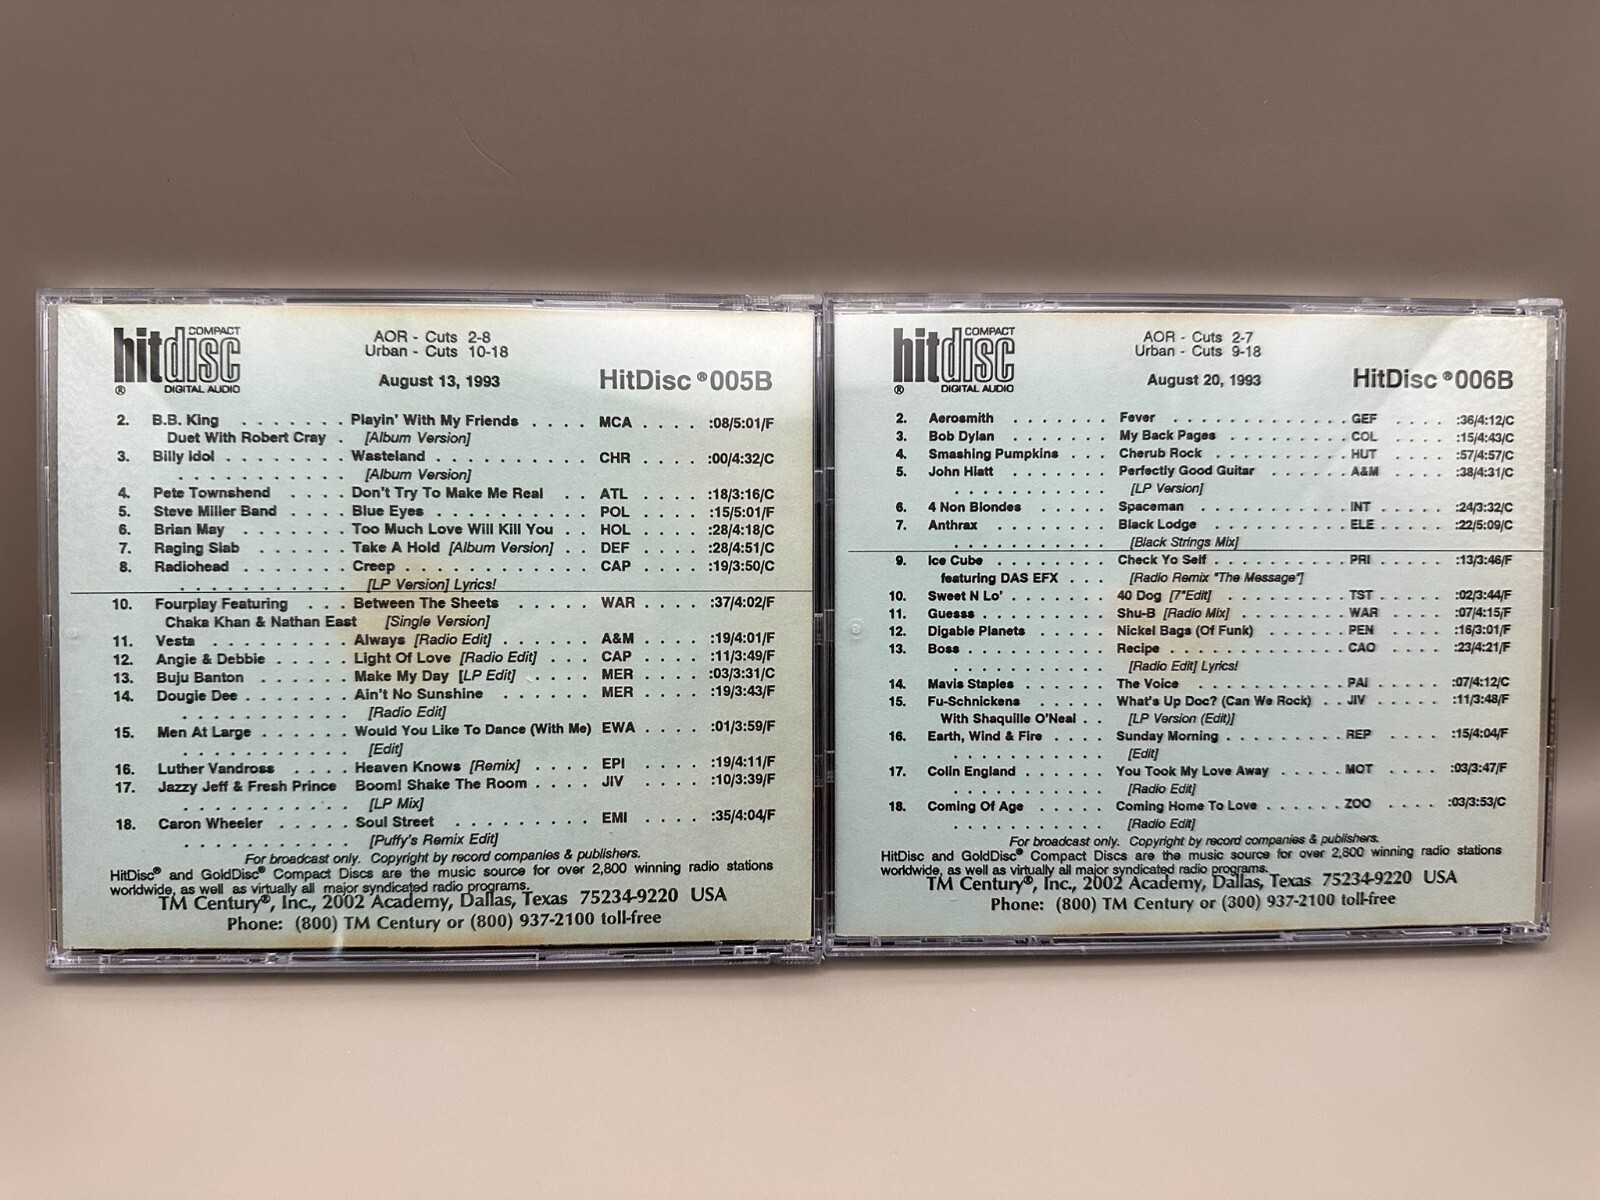 COMPACT
hitdisc
® DIGITAL AUDIO
AOR - Cuts 2-8
Urban - Cuts 10-18
August 13, 1993
HitDisc ® 005B
2. B.B. King . . . . . . . Playin' With My Friends . . . . MCA . . . . :08/5:01/F
Duet With Robert Cray . [Album Version]
3. Billy Idol . . . . . . . . Wasteland . . . . . . . . . . CHR . . . . :00/4:32/C
. . . . . . . . . . . . [Album Version]
4. Pete Townshend . . . . Don't Try To Make Me Real . . ATL . . . . :18/3:16/C
5. Steve Miller Band . . . . Blue Eyes . . . . . . . . . . POL . . . . :15/5:01/F
6. Brian May . . . . . . . Too Much Love Will Kill You . . HOL . . . . :28/4:18/C
7. Raging Slab . . . . . . . Take A Hold [Album Version] . . DEF . . . . :28/4:51/C
8. Radiohead . . . . . . . Creep . . . . . . . . . . . . CAP . . . . :19/3:50/C
. . . . . . . . . . . . [LP Version] Lyrics!
10. Fourplay Featuring . . . Between The Sheets . . . . . WAR . . . . :37/4:02/F
Chaka Khan & Nathan East [Single Version]
11. Vesta . . . . . . . . . . Always [Radio Edit] . . . . . . A&M . . . . :19/4:01/F
12. Angie & Debbie . . . . . Light Of Love [Radio Edit] . . . CAP . . . . :11/3:49/F
13. Buju Banton . . . . . . Make My Day [LP Edit] . . . . MER . . . . :03/3:31/C
14. Dougie Dee . . . . . . . Ain't No Sunshine . . . . . . MER . . . . :19/3:43/F
. . . . . . . . . . . . [Radio Edit]
15. Men At Large . . . . . . Would You Like To Dance (With Me) EWA . . . . :01/3:59/F
. . . . . . . . . . . . [Edit]
16. Luther Vandross . . . . Heaven Knows [Remix] . . . . EPI . . . . :19/4:11/F
17. Jazzy Jeff & Fresh Prince Boom! Shake The Room . . . . JIV . . . . :10/3:39/F
. . . . . . . . . . . . [LP Mix]
18. Caron Wheeler . . . . . Soul Street . . . . . . . . . EMI . . . . :35/4:04/F
. . . . . . . . . . . . [Puffy's Remix Edit]
For broadcast only. Copyright by record companies & publishers.
HitDisc® and GoldDisc® Compact Discs are the music source for over 2,800 winning radio stations
worldwide, as well as virtually all major syndicated radio programs.
TM Century®, Inc., 2002 Academy, Dallas, Texas 75234-9220 USA
Phone: (800) TM Century or (800) 937-2100 toll-free
COMPACT
hitdisc
® DIGITAL AUDIO
AOR - Cuts 2-7
Urban - Cuts 9-18
August 20, 1993
HitDisc ® 006B
2. Aerosmith . . . . . . . Fever . . . . . . . . . . . . GEF . . . . :36/4:12/C
3. Bob Dylan . . . . . . . My Back Pages . . . . . . . . COL . . . . :15/4:43/C
4. Smashing Pumpkins . . . Cherub Rock . . . . . . . . . HUT . . . . :57/4:57/C
5. John Hiatt . . . . . . . Perfectly Good Guitar . . . . . A&M . . . . :38/4:31/C
. . . . . . . . . . . . [LP Version]
6. 4 Non Blondes . . . . . Spaceman . . . . . . . . . . INT . . . . :24/3:32/C
7. Anthrax . . . . . . . . Black Lodge . . . . . . . . . ELE . . . . :22/5:09/C
. . . . . . . . . . . . [Black Strings Mix]
9. Ice Cube . . . . . . . . Check Yo Self . . . . . . . . . PRI . . . . :13/3:46/F
featuring DAS EFX . . . [Radio Remix "The Message"]
10. Sweet N Lo' . . . . . . . 40 Dog [7"Edit] . . . . . . . . TST . . . . :02/3:44/F
11. Guesss . . . . . . . . . Shu-B [Radio Mix] . . . . . . . WAR . . . . :07/4:15/F
12. Digable Planets . . . . . Nickel Bags (Of Funk) . . . . . PEN . . . . :16/3:01/F
13. Boss . . . . . . . . . . Recipe . . . . . . . . . . . . CAO . . . . :23/4:21/F
. . . . . . . . . . . . [Radio Edit] Lyrics!
14. Mavis Staples . . . . . . The Voice . . . . . . . . . . PAI . . . . :07/4:12/C
15. Fu-Schnickens . . . . . What's Up Doc? (Can We Rock) . . JIV . . . . :11/3:48/F
With Shaquille O'Neal . . [LP Version (Edit)]
16. Earth, Wind & Fire . . . . Sunday Morning . . . . . . . . REP . . . . :15/4:04/F
. . . . . . . . . . . . [Edit]
17. Colin England . . . . . . You Took My Love Away . . . . . MOT . . . . :03/3:47/F
. . . . . . . . . . . . [Radio Edit]
18. Coming Of Age . . . . . Coming Home To Love . . . . . . ZOO . . . . :03/3:53/C
. . . . . . . . . . . . [Radio Edit]
For broadcast only. Copyright by record companies & publishers.
HitDisc and GoldDisc® Compact Discs are the music source for over 2,800 winning radio stations
worldwide, as well as virtually all major syndicated radio programs.
TM Century®, Inc., 2002 Academy, Dallas, Texas 75234-9220 USA
Phone: (800) TM Century or (300) 937-2100 toll-free